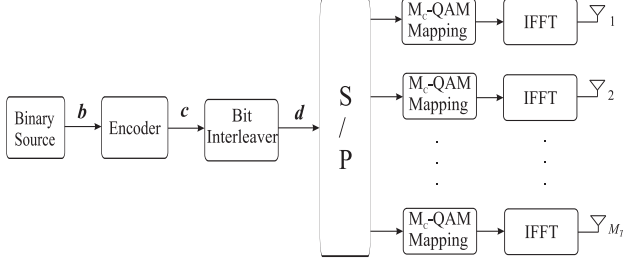 Binary
Source
b
Encoder
c
Bit
Interleaver
d
S
/
P
M_c-QAM
Mapping
IFFT
1
M_c-QAM
Mapping
IFFT
2
M_c-QAM
Mapping
IFFT
M_T